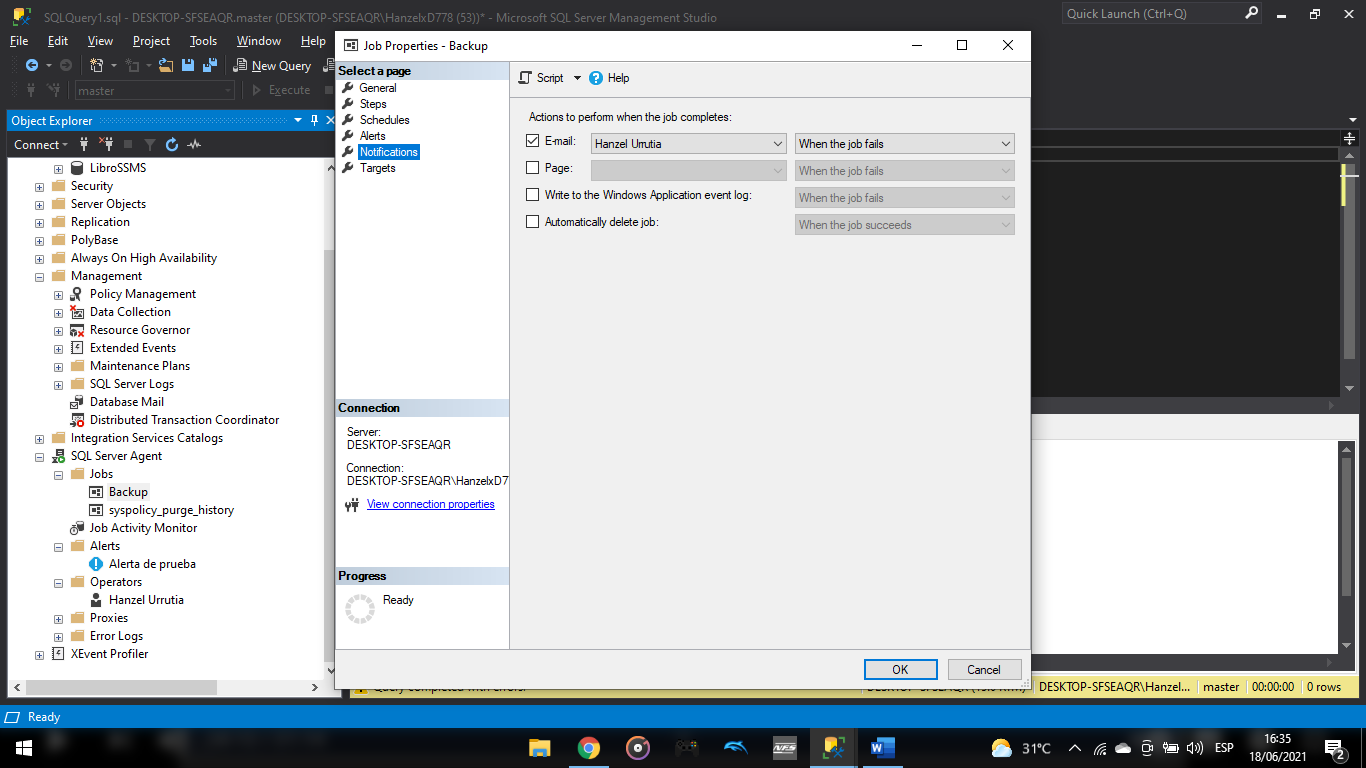 SQLQuery1.sql - DESKTOP-SFSEAQR.master (DESKTOP-SFSEAQR\HanzelxD778 (53))* - Microsoft SQL Server Management Studio
Quick Launch (Ctrl+Q)
File Edit View Project Tools Window Help
New Query
master
Execute
Object Explorer
Connect
LibroSSMS
Security
Server Objects
Replication
PolyBase
Always On High Availability
Management
Policy Management
Data Collection
Resource Governor
Extended Events
Maintenance Plans
SQL Server Logs
Database Mail
Distributed Transaction Coordinator
Integration Services Catalogs
SQL Server Agent
Jobs
Backup
syspolicy_purge_history
Job Activity Monitor
Alerts
Alerta de prueba
Operators
Hanzel Urrutia
Proxies
Error Logs
XEvent Profiler
Job Properties - Backup
Select a page
General
Steps
Schedules
Alerts
Notifications
Targets
Connection
Server:
DESKTOP-SFSEAQR
Connection:
DESKTOP-SFSEAQR\HanzelxD7
View connection properties
Progress
Ready
Script Help
Actions to perform when the job completes:
E-mail: Hanzel Urrutia When the job fails
Page: When the job fails
Write to the Windows Application event log: When the job fails
Automatically delete job: When the job succeeds
OK Cancel
DESKTOP-SFSEAQR\Hanzel... master 00:00:00 0 rows
Ready
NFS
31°C ESP
16:35
18/06/2021
2